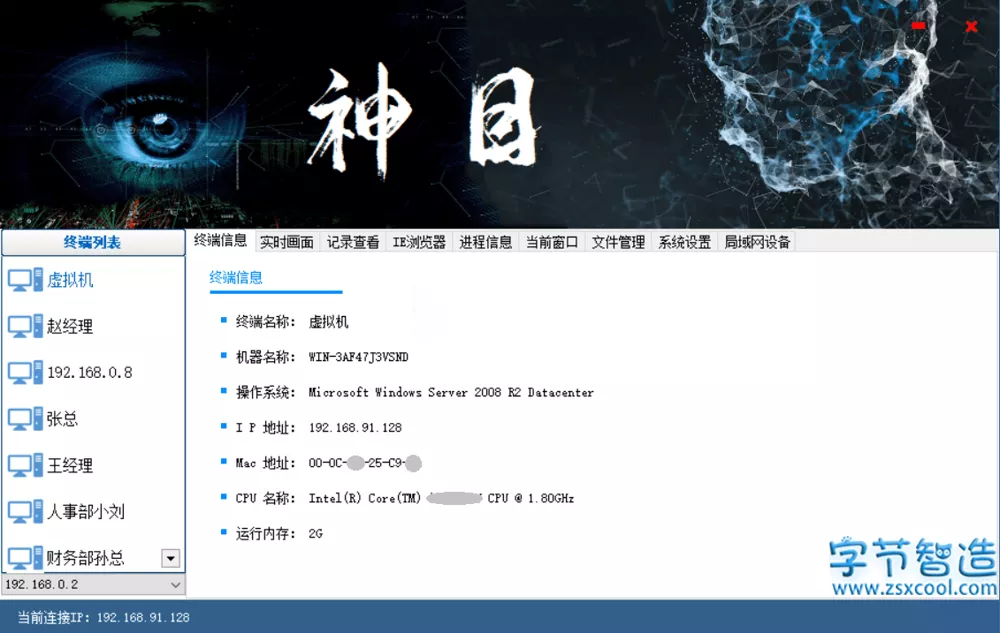 神目
终端列表
终端信息 实时画面 记录查看 IE浏览器 进程信息 当前窗口 文件管理 系统设置 局域网设备
虚拟机
赵经理
192.168.0.8
张总
王经理
人事部小刘
财务部孙总
192.168.0.2
终端信息
终端名称： 虚拟机
机器名称： WIN-3AF47J3VSND
操作系统： Microsoft Windows Server 2008 R2 Datacenter
I P 地址： 192.168.91.128
Mac 地址： 00-0C- -25-C9-
CPU 名称： Intel(R) Core(TM) CPU @ 1.80GHz
运行内存： 2G
字节智造
www.zsxcool.com
当前连接IP： 192.168.91.128